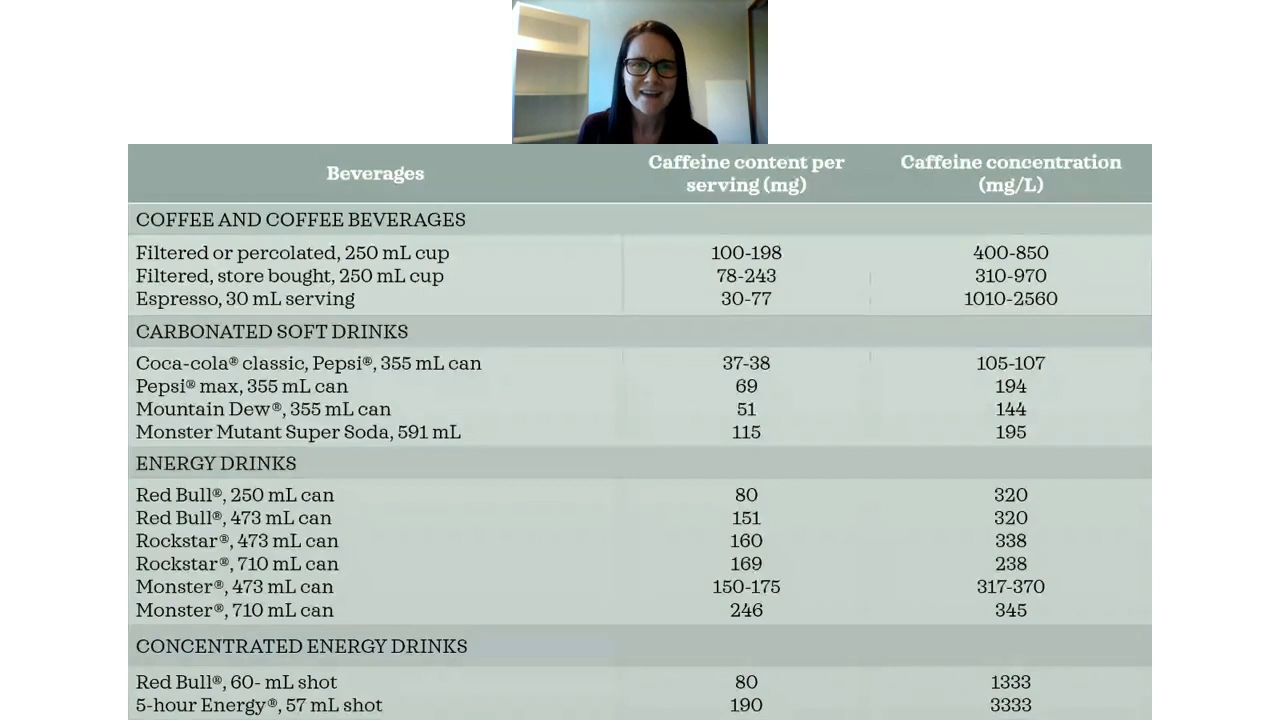 Beverages Caffeine content per serving (mg) Caffeine concentration (mg/L)
COFFEE AND COFFEE BEVERAGES
Filtered or percolated, 250 mL cup 100-198 400-850
Filtered, store bought, 250 mL cup 78-243 310-970
Espresso, 30 mL serving 30-77 1010-2560
CARBONATED SOFT DRINKS
Coca-cola® classic, Pepsi®, 355 mL can 37-38 105-107
Pepsi® max, 355 mL can 69 194
Mountain Dew®, 355 mL can 51 144
Monster Mutant Super Soda, 591 mL 115 195
ENERGY DRINKS
Red Bull®, 250 mL can 80 320
Red Bull®, 473 mL can 151 320
Rockstar®, 473 mL can 160 338
Rockstar®, 710 mL can 169 238
Monster®, 473 mL can 150-175 317-370
Monster®, 710 mL can 246 345
CONCENTRATED ENERGY DRINKS
Red Bull®, 60- mL shot 80 1333
5-hour Energy®, 57 mL shot 190 3333